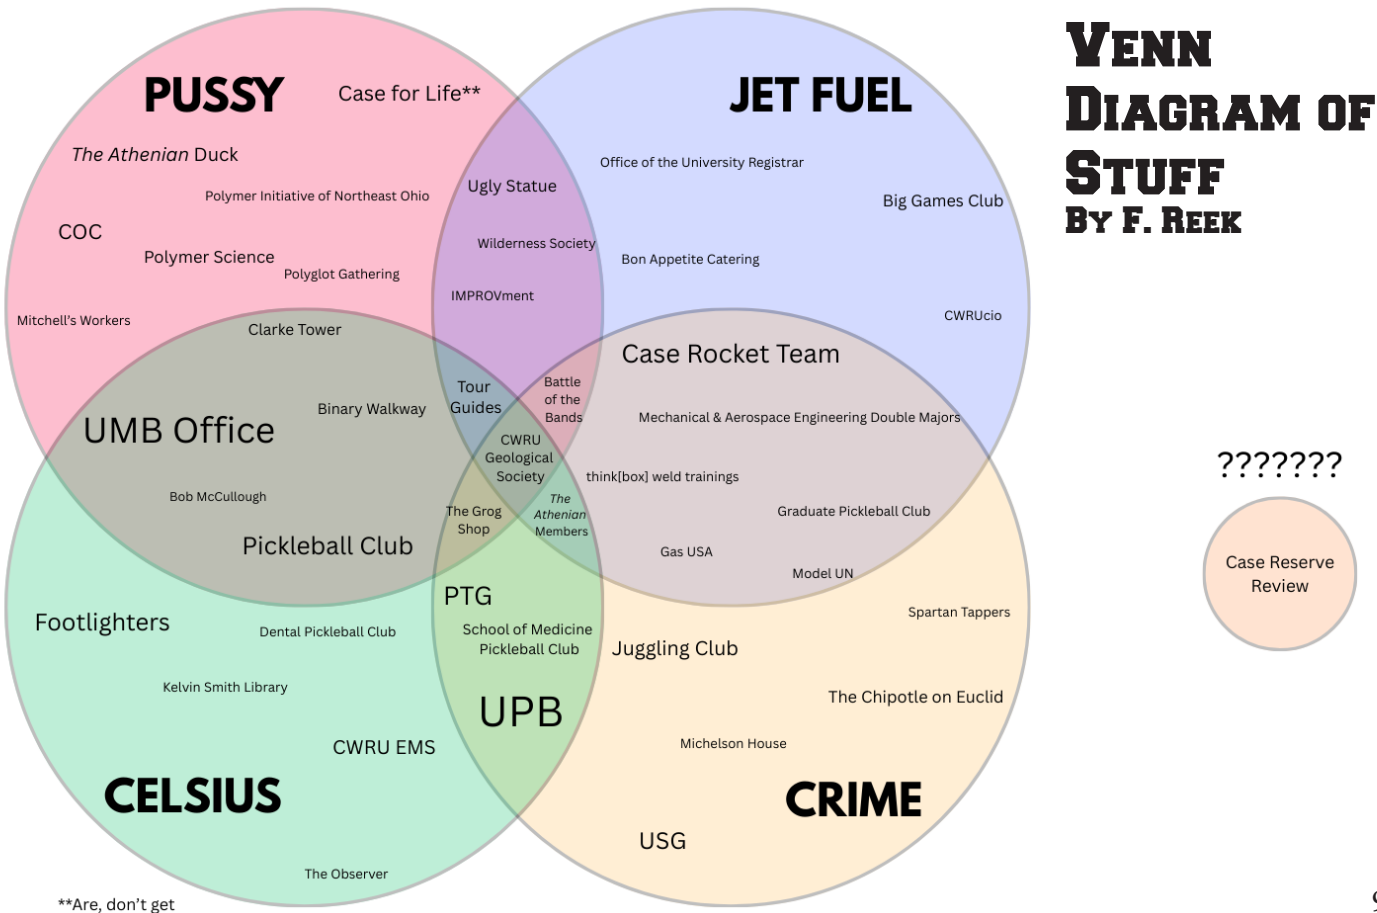 VENN
DIAGRAM OF
STUFF
BY F. REEK
PUSSY
Case for Life**
The Athenian Duck
Polymer Initiative of Northeast Ohio
COC
Polymer Science
Polyglot Gathering
Mitchell's Workers
Ugly Statue
Wilderness Society
IMPROVment
JET FUEL
Office of the University Registrar
Big Games Club
Bon Appetite Catering
CWRUcio
Clarke Tower
Binary Walkway
UMB Office
Bob McCullough
Pickleball Club
Tour
Guides
Battle
of the
Bands
CWRU
Geological
Society
The Grog
Shop
The
Athenian
Members
Case Rocket Team
Mechanical & Aerospace Engineering Double Majors
think[box] weld trainings
Graduate Pickleball Club
Gas USA
Model UN
Footlighters
Dental Pickleball Club
Kelvin Smith Library
CWRU EMS
CELSIUS
The Observer
PTG
School of Medicine
Pickleball Club
UPB
Spartan Tappers
Juggling Club
The Chipotle on Euclid
Michelson House
CRIME
USG
???????
Case Reserve
Review
**Are, don't get